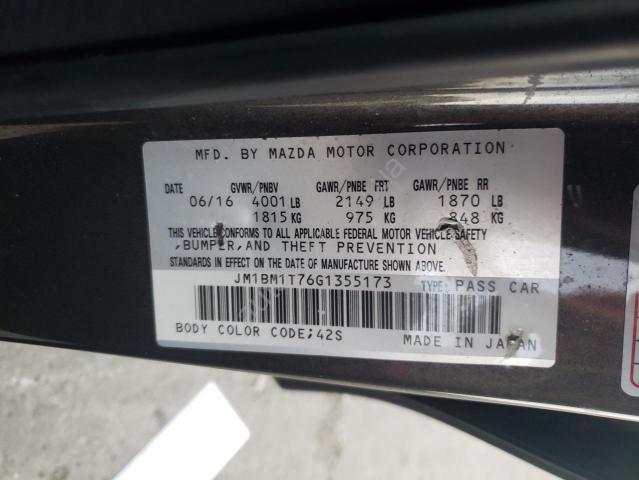 MFD. BY MAZDA MOTOR CORPORATION
DATE GVWR/PNBV GAWR/PNBE FRT GAWR/PNBE RR
06/16 4001 LB 2149 LB 1870 LB
1815 KG 975 KG 848 KG
THIS VEHICLE CONFORMS TO ALL APPLICABLE FEDERAL MOTOR VEHICLE SAFETY
,BUMPER,AND THEFT PREVENTION
STANDARDS IN EFFECT ON THE DATE OF MANUFACTURE SHOWN ABOVE.
JM1BM1T76G1355173 TYPE: PASS CAR
BODY COLOR CODE;42S MADE IN JAPAN